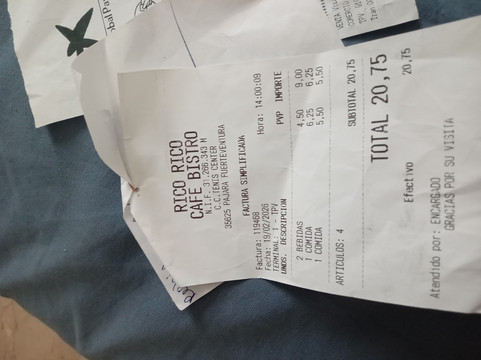 RICO RICO
CAFE BISTRO
N.I.F. 31.266.343 M
C.C.TENIS CENTER
35625 PAJARA FUERTEVENTURA
FACTURA SIMPLIFICADA
Factura: 119468 Hora: 14:00:09
Fecha: 19/02/2026
TERMINAL: 1 - TPV
UNDS. DESCRIPCION PVP IMPORTE
2 BEBIDAS 4,50 9,00
1 COMIDA 6,25 6,25
1 COMIDA 5,50 5,50
ARTICULOS: 4 SUBTOTAL 20,75
TOTAL 20,75
Efectivo 20,75
Atendido por: ENCARGADO
GRACIAS POR SU VISITA